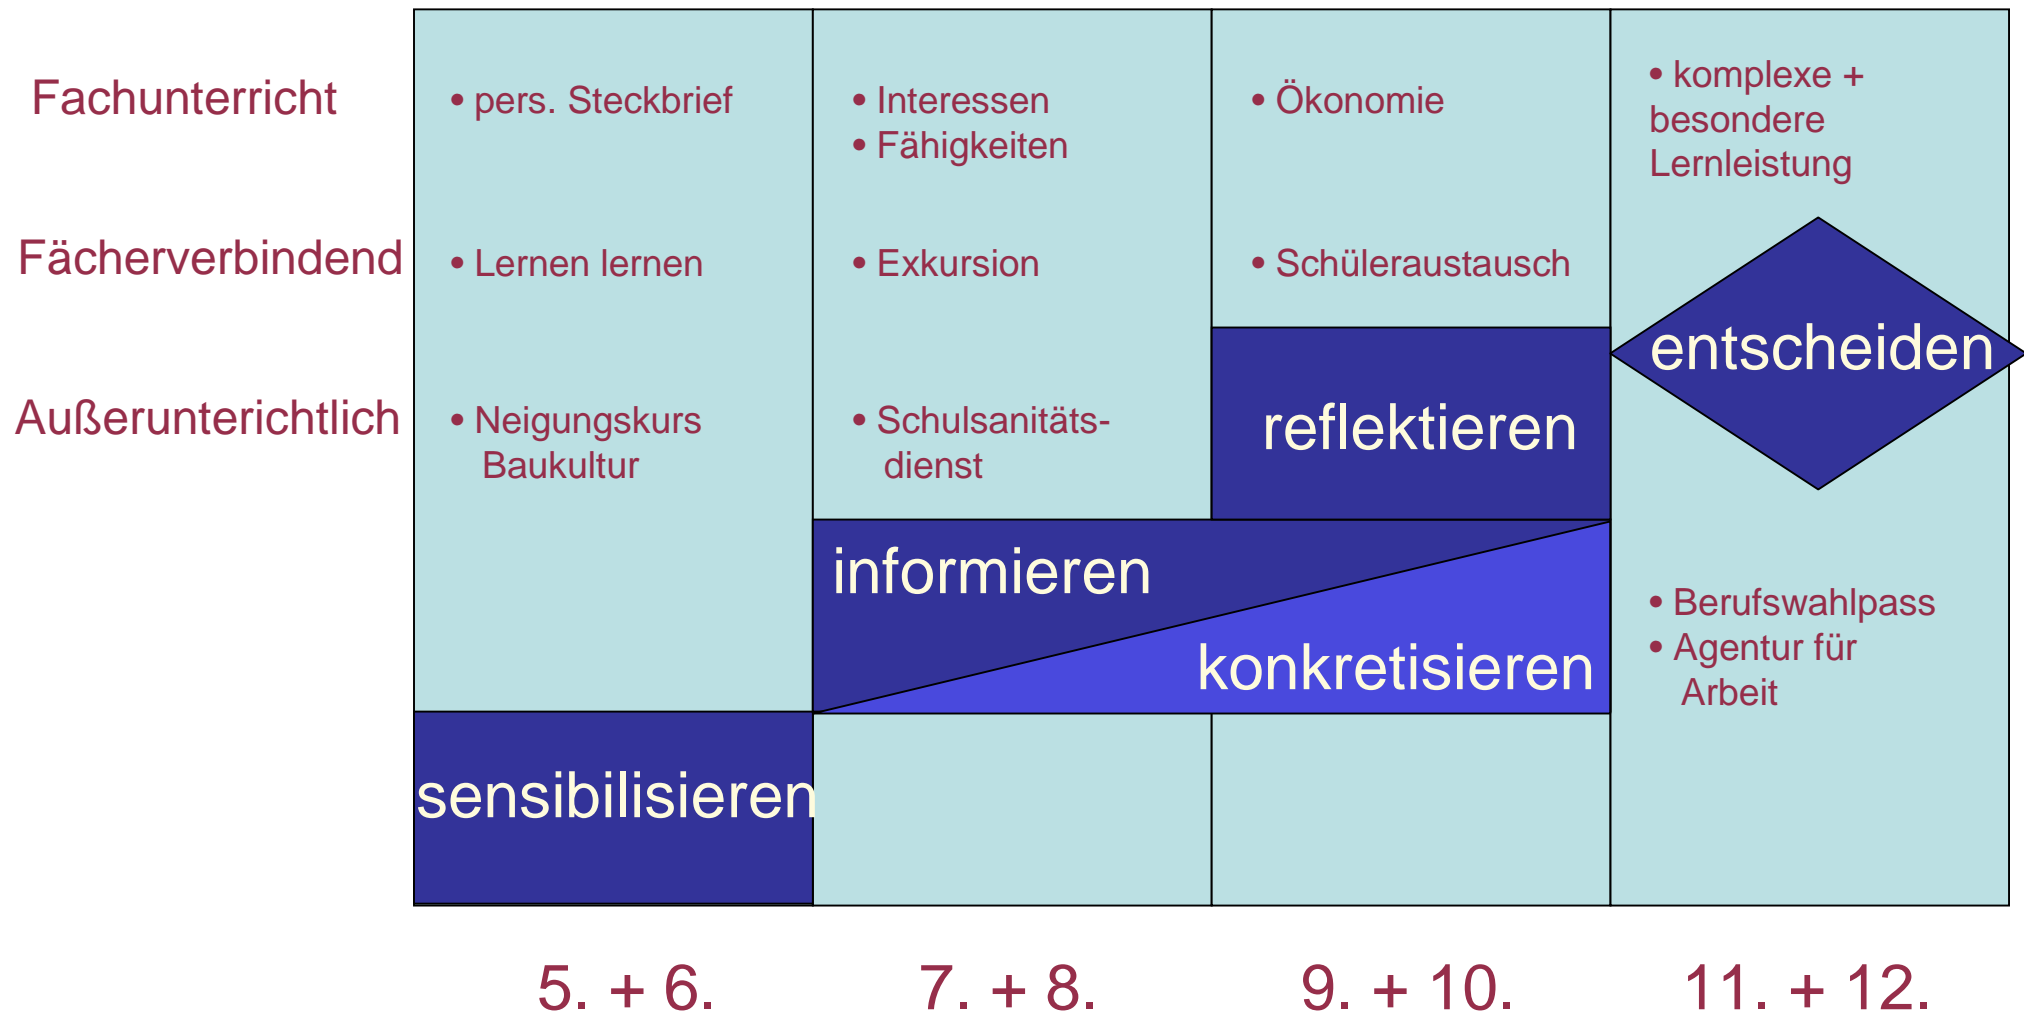 Fachunterricht
• pers. Steckbrief
• Interessen
• Fähigkeiten
• Ökonomie
• komplexe +
besondere
Lernleistung
Fächerverbindend
• Lernen lernen
• Exkursion
• Schüleraustausch
entscheiden
Außerunterichtlich
• Neigungskurs
Baukultur
• Schulsanitäts-
dienst
reflektieren
informieren
konkretisieren
• Berufswahlpass
• Agentur für
Arbeit
sensibilisieren
5. + 6.
7. + 8.
9. + 10.
11. + 12.